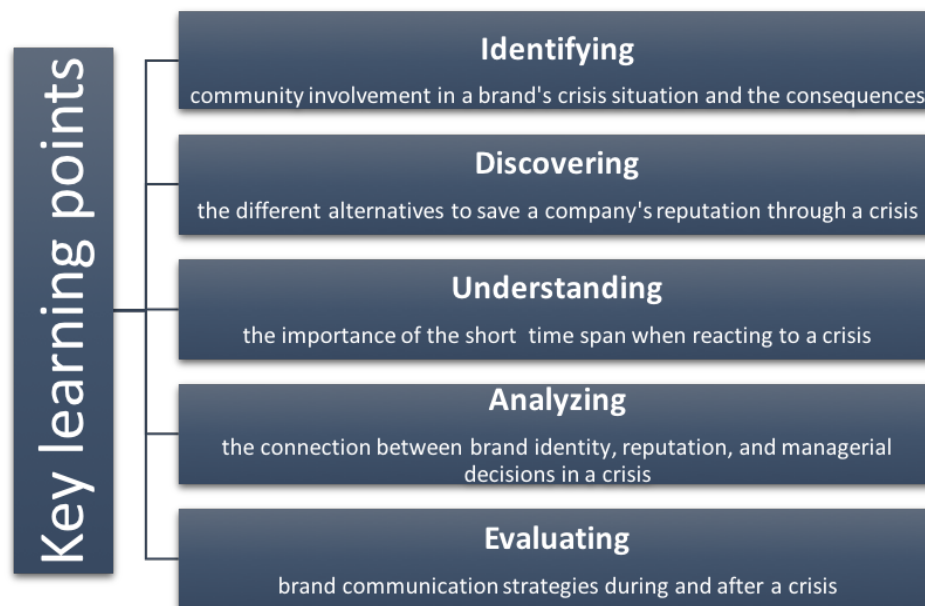 Key learning points
Identifying
community involvement in a brand's crisis situation and the consequences
Discovering
the different alternatives to save a company's reputation through a crisis
Understanding
the importance of the short  time span when reacting to a crisis
Analyzing
the connection between brand identity, reputation, and managerial
decisions in a crisis
Evaluating
brand communication strategies during and after a crisis